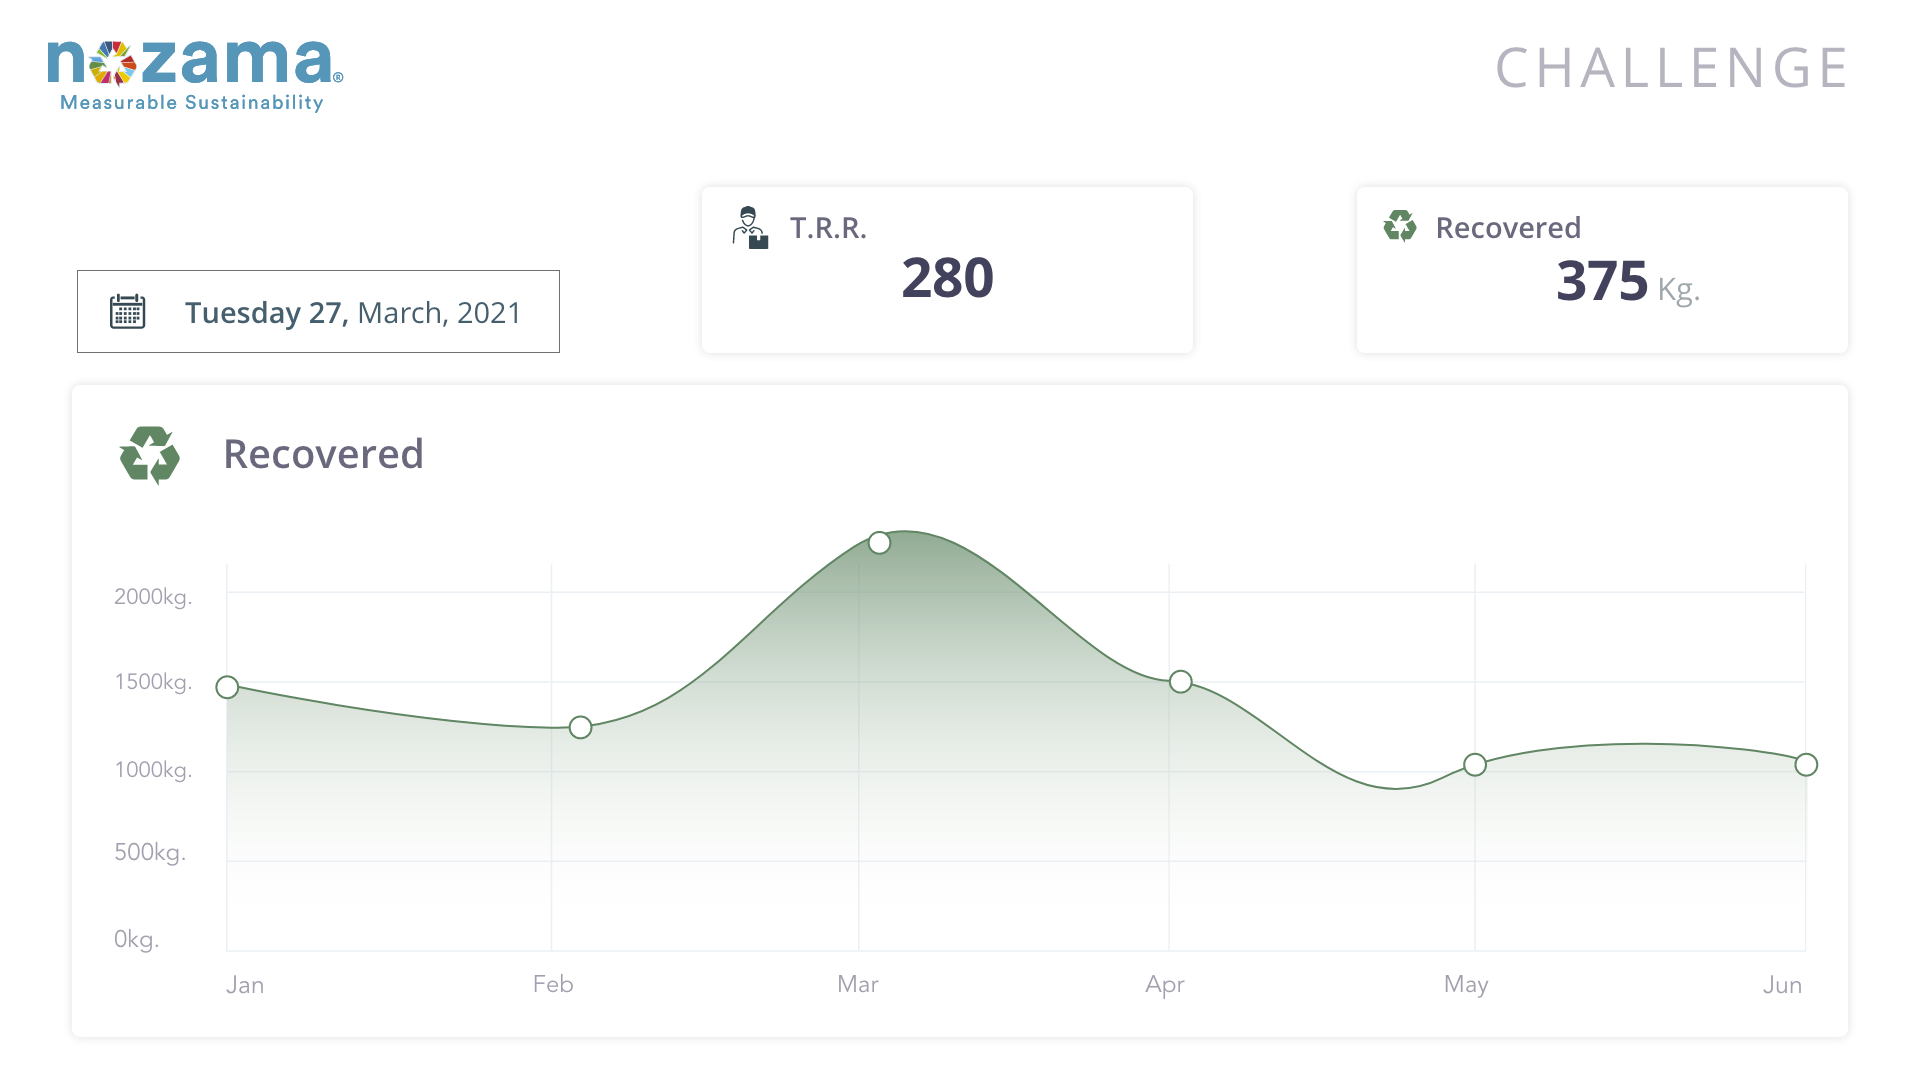 nozama®
Measurable Sustainability
CHALLENGE
Tuesday 27, March, 2021
T.R.R.
280
Recovered
375 Kg.
Recovered
2000kg.
1500kg.
1000kg.
500kg.
0kg.
Jan Feb Mar Apr May Jun